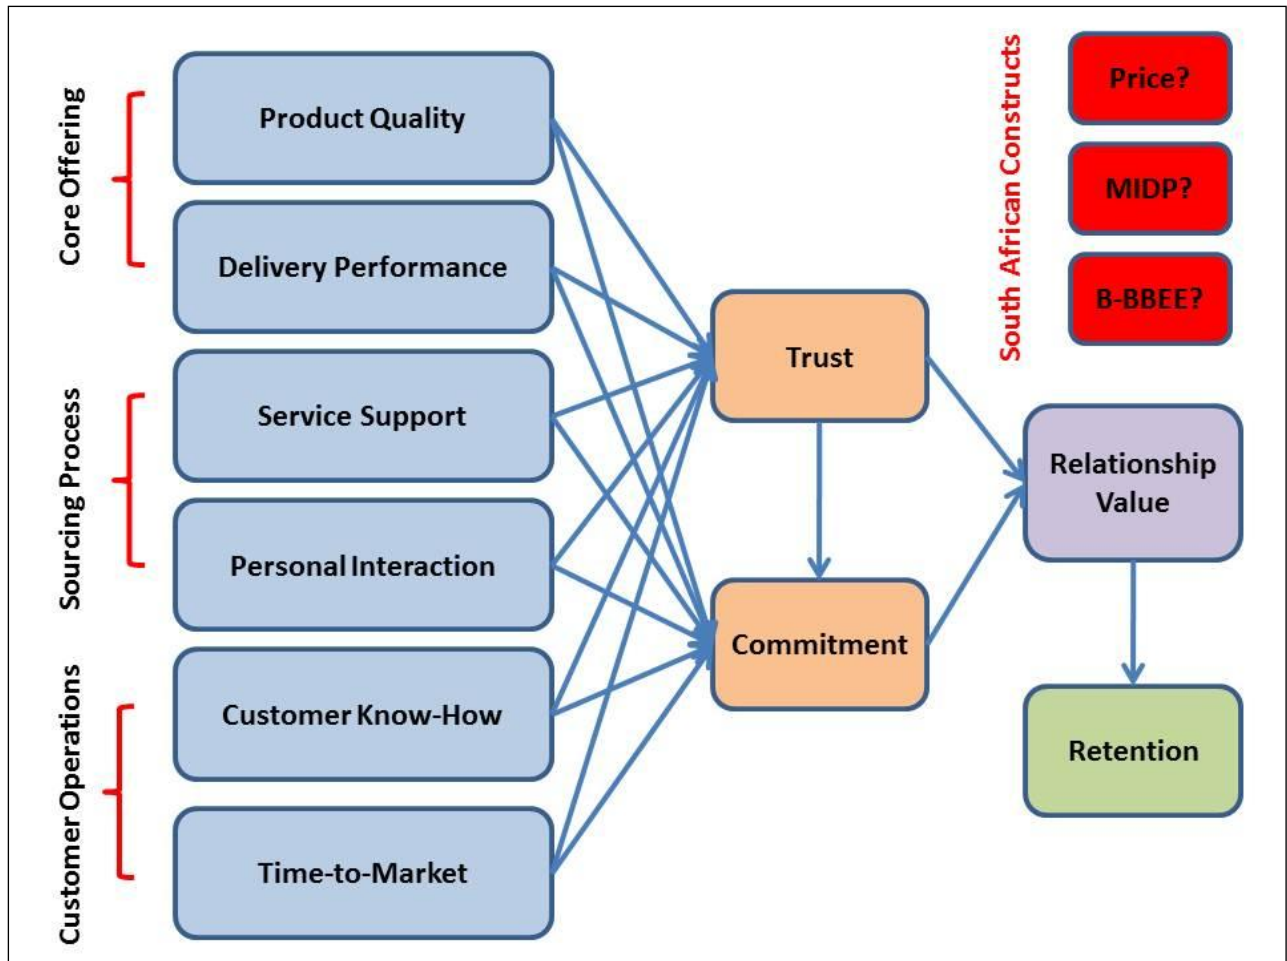 Core Offering
Product Quality
Delivery Performance
Sourcing Process
Service Support
Personal Interaction
Customer Operations
Customer Know-How
Time-to-Market
Trust
Commitment
South African Constructs
Price?
MIDP?
B-BBEE?
Relationship
Value
Retention